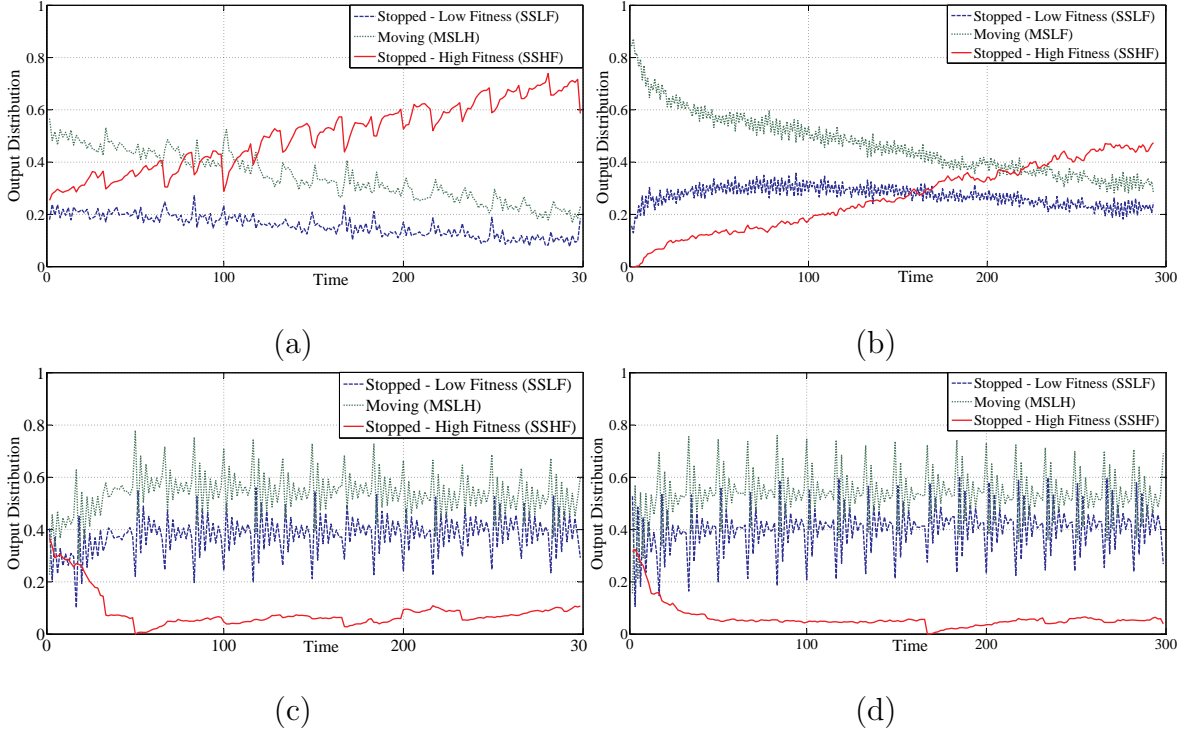 Stopped - Low Fitness (SSLF)
Moving (MSLH)
Stopped - High Fitness (SSHF)
Output Distribution
1
0.8
0.6
0.4
0.2
0
0
100
200
30
Time
(a)
Stopped - Low Fitness (SSLF)
Moving (MSLF)
Stopped - High Fitness (SSHF)
Output Distribution
1
0.8
0.6
0.4
0.2
0
0
100
200
300
Time
(b)
Stopped - Low Fitness (SSLF)
Moving (MSLH)
Stopped - High Fitness (SSHF)
Output Distribution
1
0.8
0.6
0.4
0.2
0
0
100
200
30
Time
(c)
Stopped - Low Fitness (SSLF)
Moving (MSLH)
Stopped - High Fitness (SSHF)
Output Distribution
1
0.8
0.6
0.4
0.2
0
0
100
200
300
Time
(d)